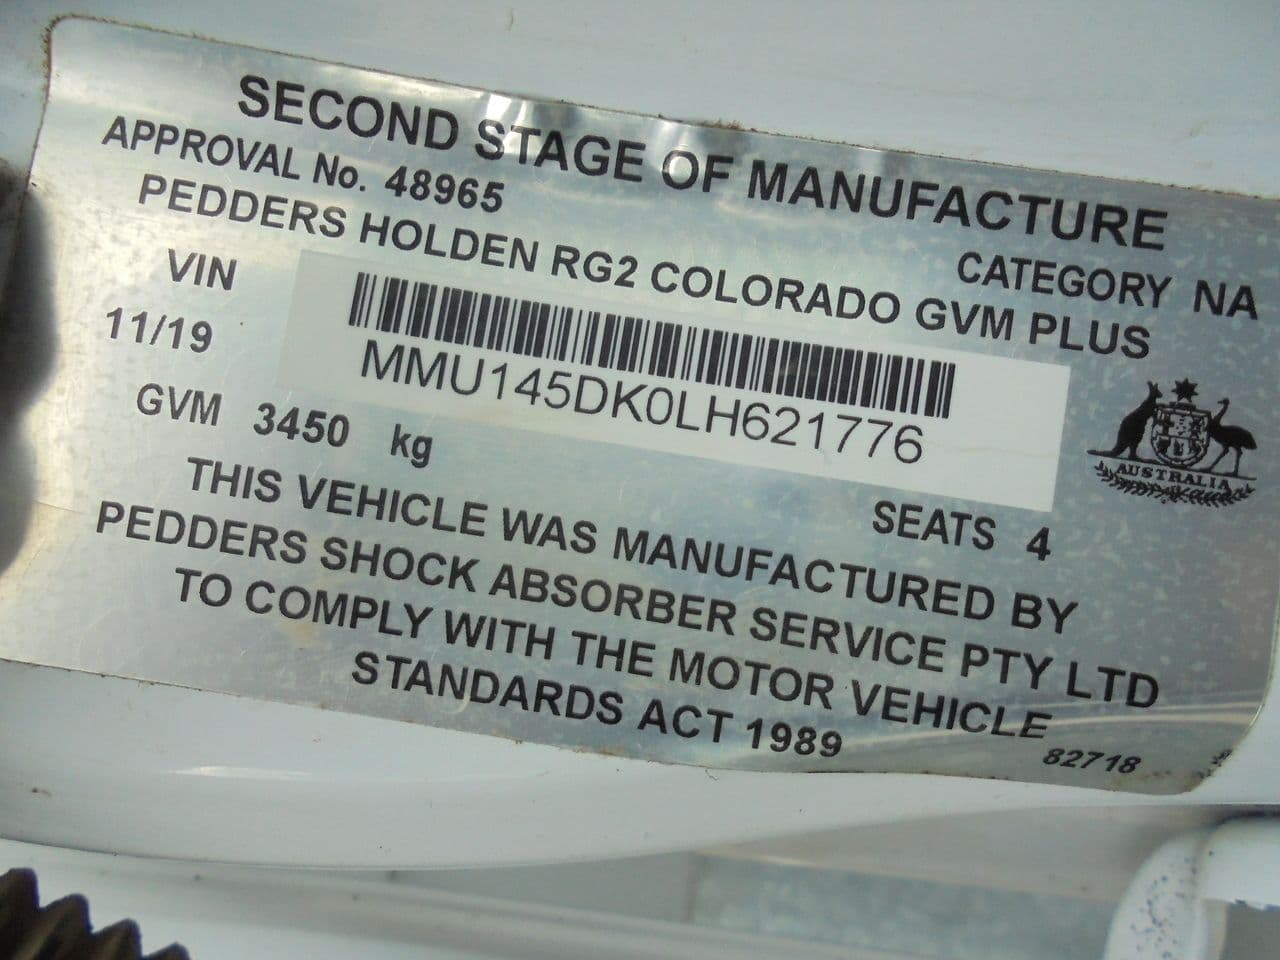 SECOND STAGE OF MANUFACTURE
APPROVAL No. 48965
CATEGORY NA
PEDDERS HOLDEN RG2 COLORADO GVM PLUS
VIN
MMU145DK0LH621776
11/19
GVM 3450 kg
SEATS 4
AUSTRALIA
THIS VEHICLE WAS MANUFACTURED BY
PEDDERS SHOCK ABSORBER SERVICE PTY LTD
TO COMPLY WITH THE MOTOR VEHICLE
STANDARDS ACT 1989
82718